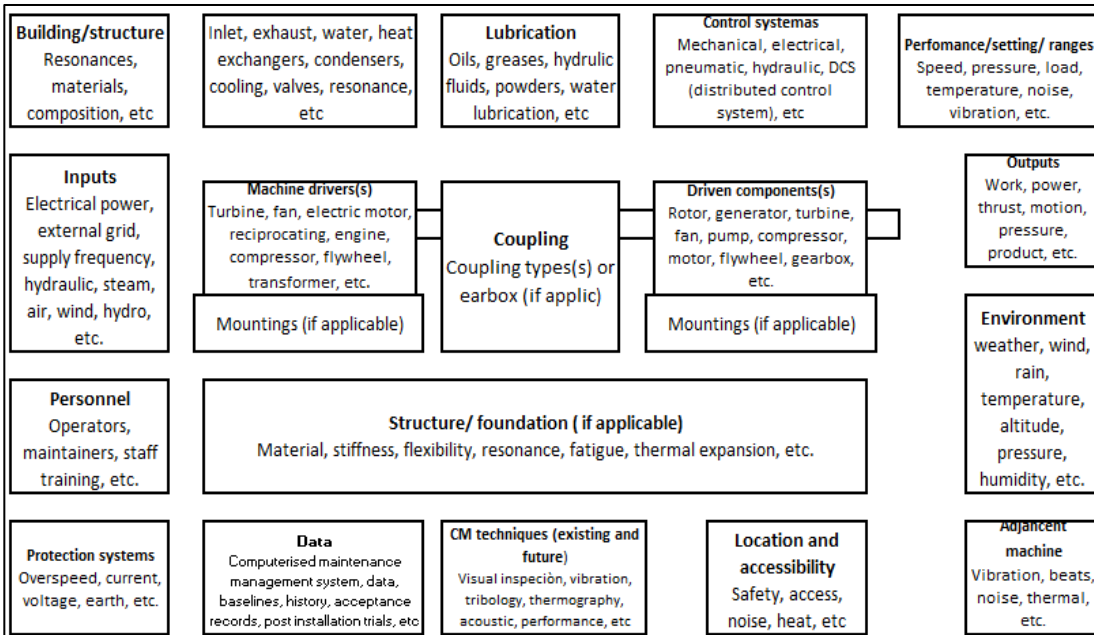 Building/structure
Resonances,
materials,
composition, etc
Inlet, exhaust, water, heat
exchangers, condensers,
cooling, valves, resonance,
etc
Lubrication
Oils, greases, hydrulic
fluids, powders, water
lubrication, etc
Control systemas
Mechanical, electrical,
pneumatic, hydraulic, DCS
(distributed control
system), etc
Perfomance/setting/ ranges
Speed, pressure, load,
temperature, noise,
vibration, etc.
Inputs
Electrical power,
external grid,
supply frequency,
hydraulic, steam,
air, wind, hydro,
etc.
Machine drivers(s)
Turbine, fan, electric motor,
reciprocating, engine,
compressor, flywheel,
transformer, etc.
Mountings (if applicable)
Coupling
Coupling types(s) or
earbox (if applic)
Driven components(s)
Rotor, generator, turbine,
fan, pump, compressor,
motor, flywheel, gearbox,
etc.
Mountings (if applicable)
Outputs
Work, power,
thrust, motion,
pressure,
product, etc.
Environment
weather, wind,
rain,
temperature,
altitude,
pressure,
humidity, etc.
Personnel
Operators,
maintainers, staff
training, etc.
Structure/ foundation ( if applicable)
Material, stiffness, flexibility, resonance, fatigue, thermal expansion, etc.
Protection systems
Overspeed, current,
voltage, earth, etc.
Data
Computerised maintenance
management system, data,
baselines, history, acceptance
records, post installation trials, etc
CM techniques (existing and
future)
Visual inspeciòn, vibration,
tribology, thermography,
acoustic, performance, etc
Location and
accessibility
Safety, access,
noise, heat, etc
Adjancent
machine
Vibration, beats,
noise, thermal,
etc.